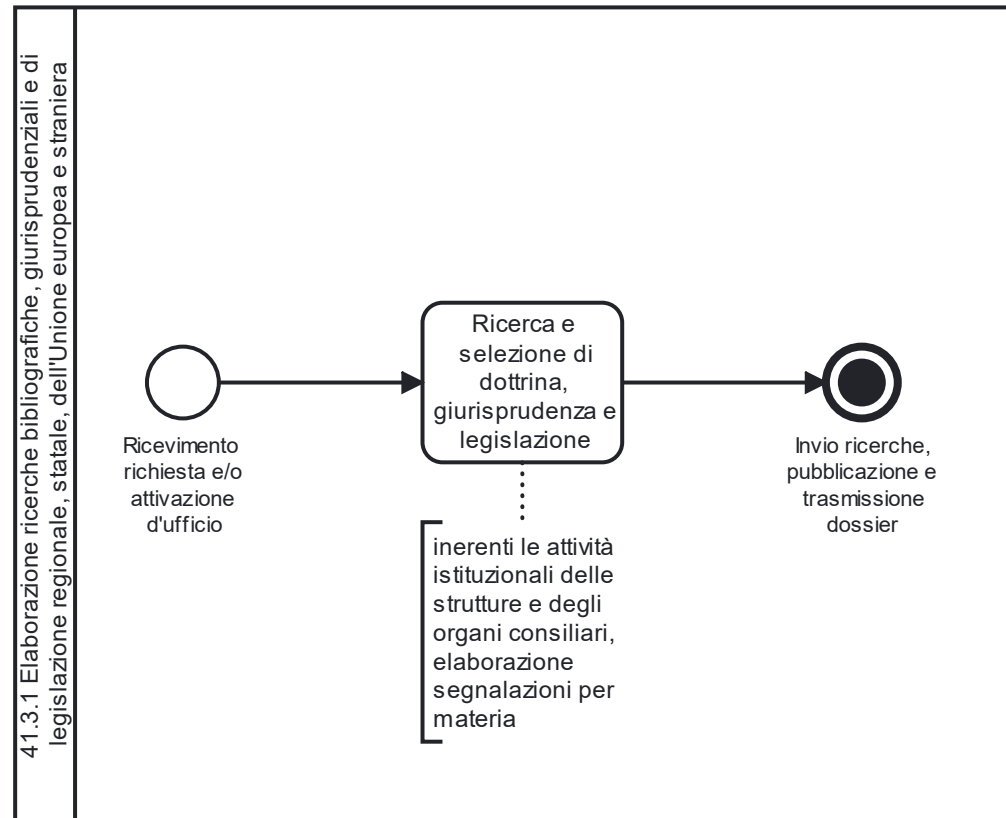 41.3.1 Elaborazione ricerche bibliografiche, giurisprudenziali e di
legislazione regionale, statale, dell'Unione europea e straniera
Ricevimento
richiesta e/o
attivazione
d'ufficio
Ricerca e
selezione di
dottrina,
giurisprudenza e
legislazione
inerenti le attività
istituzionali delle
strutture e degli
organi consiliari,
elaborazione
segnalazioni per
materia
Invio ricerche,
pubblicazione e
trasmissione
dossier